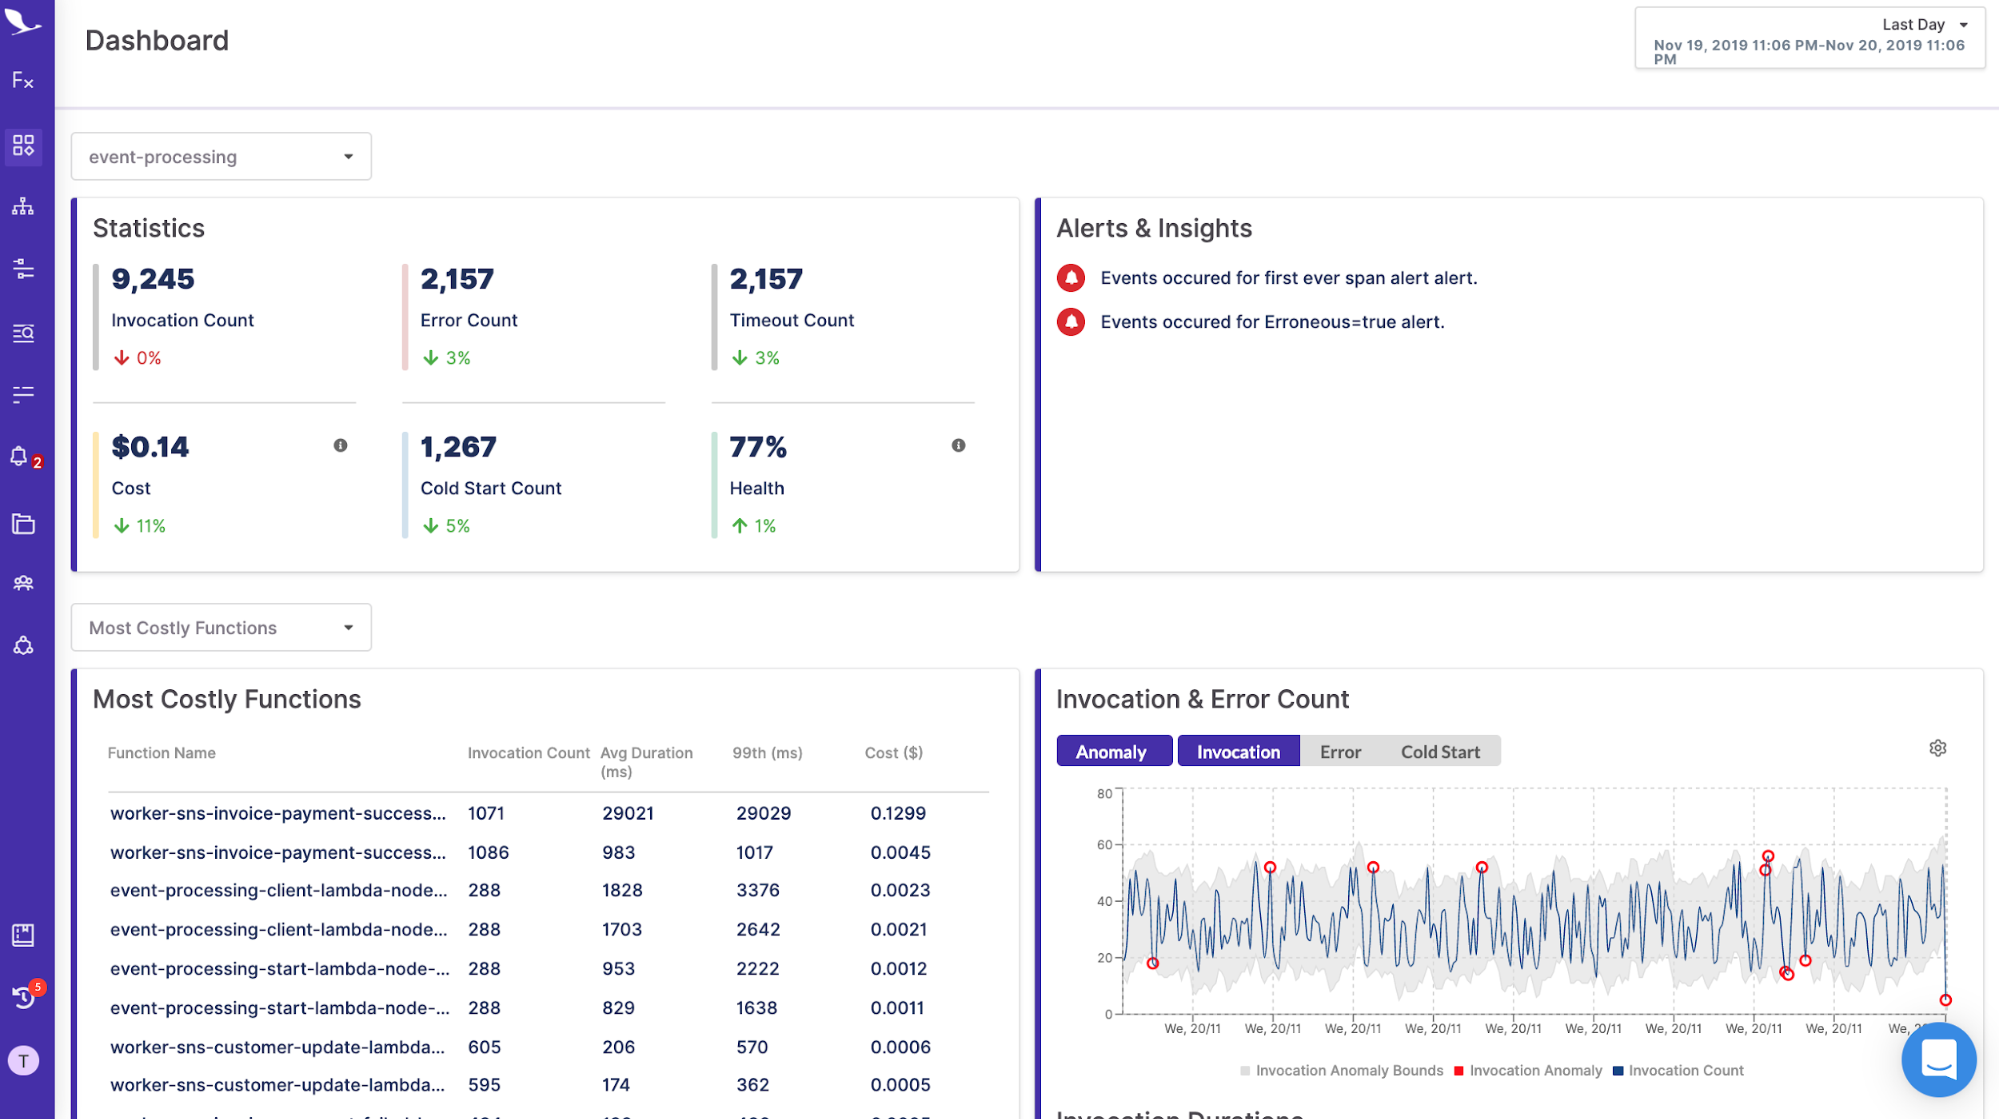 Dashboard
Last Day
Nov 19, 2019 11:06 PM-Nov 20, 2019 11:06
PM
Fx
event-processing
Statistics
9,245
Invocation Count
0%
2,157
Error Count
3%
2,157
Timeout Count
3%
$0.14
Cost
11%
1,267
Cold Start Count
5%
77%
Health
1%
Alerts & Insights
Events occured for first ever span alert alert.
Events occured for Erroneous=true alert.
2
Most Costly Functions
Most Costly Functions
Function Name Invocation Count Avg Duration (ms) 99th (ms) Cost ($)
worker-sns-invoice-payment-success... 1071 29021 29029 0.1299
worker-sns-invoice-payment-success... 1086 983 1017 0.0045
event-processing-client-lambda-node... 288 1828 3376 0.0023
event-processing-client-lambda-node... 288 1703 2642 0.0021
event-processing-start-lambda-node-... 288 953 2222 0.0012
event-processing-start-lambda-node-... 288 829 1638 0.0011
worker-sns-customer-update-lambda... 605 206 570 0.0006
worker-sns-customer-update-lambda... 595 174 362 0.0005
5
T
Invocation & Error Count
Anomaly Invocation Error Cold Start
80
60
40
20
0
We, 20/11 We, 20/11 We, 20/11 We, 20/11 We, 20/11 We, 20/11 We, 20/11 We, 20/11 We, 20/11 We,
Invocation Anomaly Bounds Invocation Anomaly Invocation Count
Invocation Durations